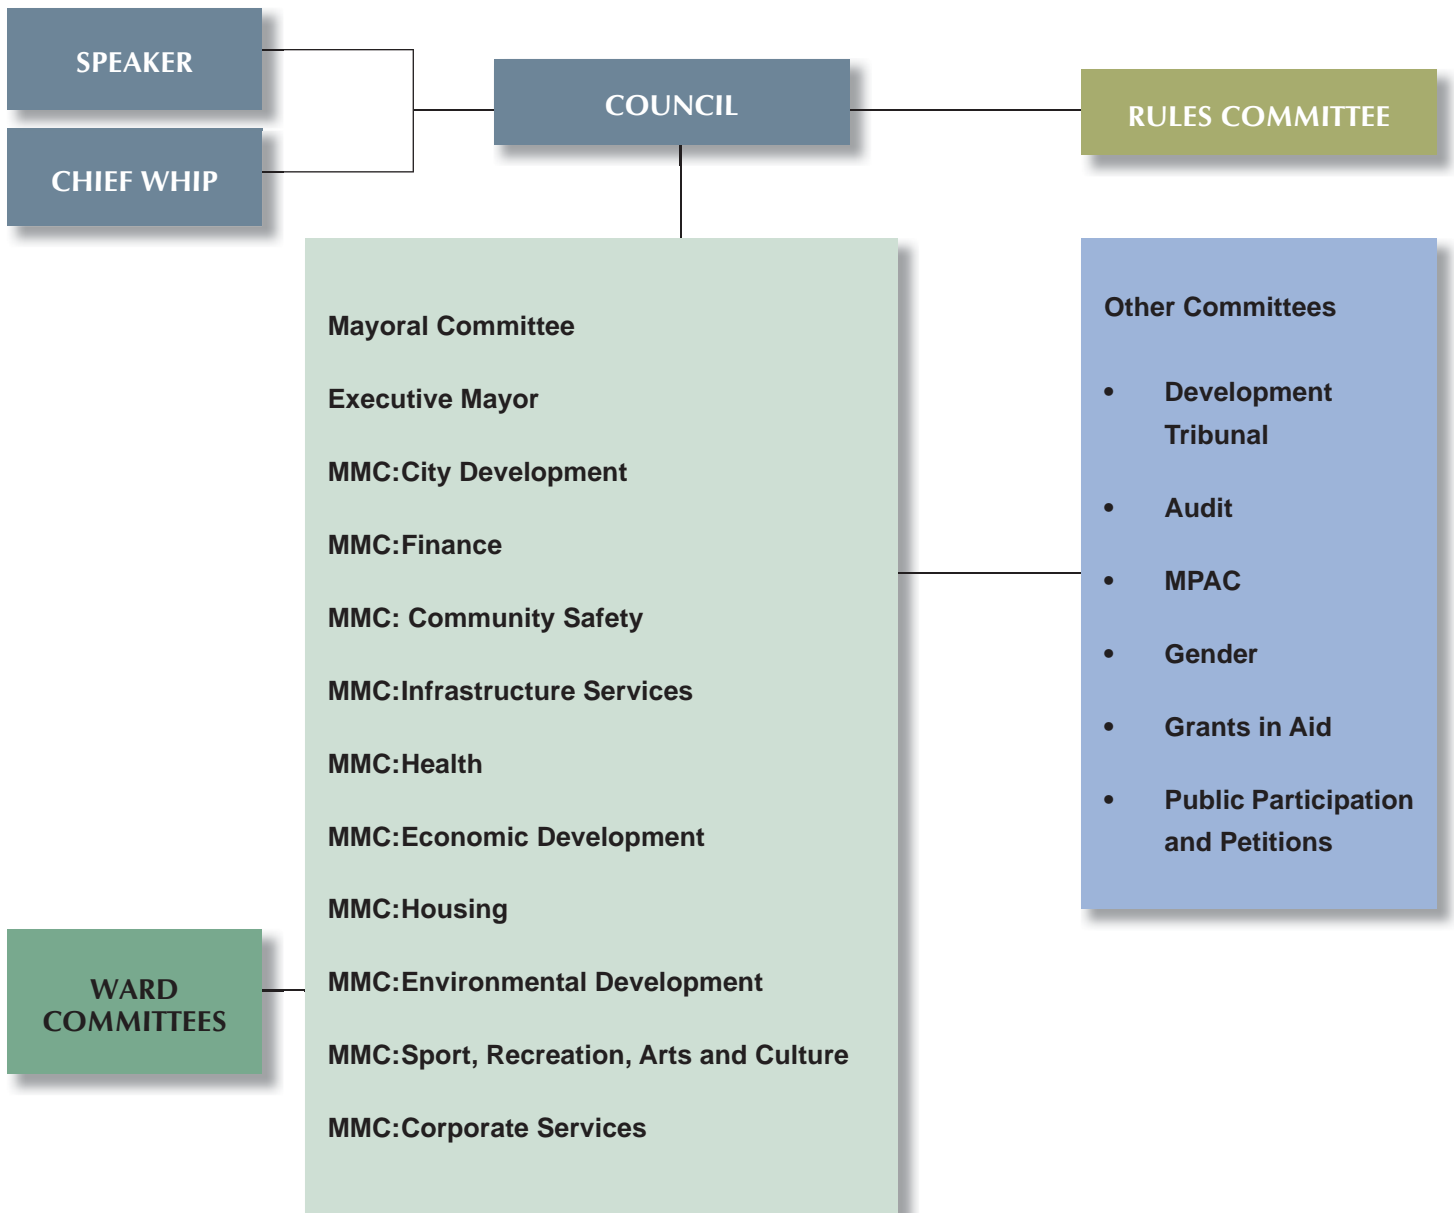 SPEAKER
COUNCIL
RULES COMMITTEE
CHIEF WHIP
Mayoral Committee
Executive Mayor
MMC:City Development
MMC:Finance
MMC: Community Safety
MMC:Infrastructure Services
MMC:Health
MMC:Economic Development
MMC:Housing
MMC:Environmental Development
MMC:Sport, Recreation, Arts and Culture
MMC:Corporate Services
Other Committees
• Development
Tribunal
• Audit
• MPAC
• Gender
• Grants in Aid
• Public Participation
and Petitions
WARD
COMMITTEES